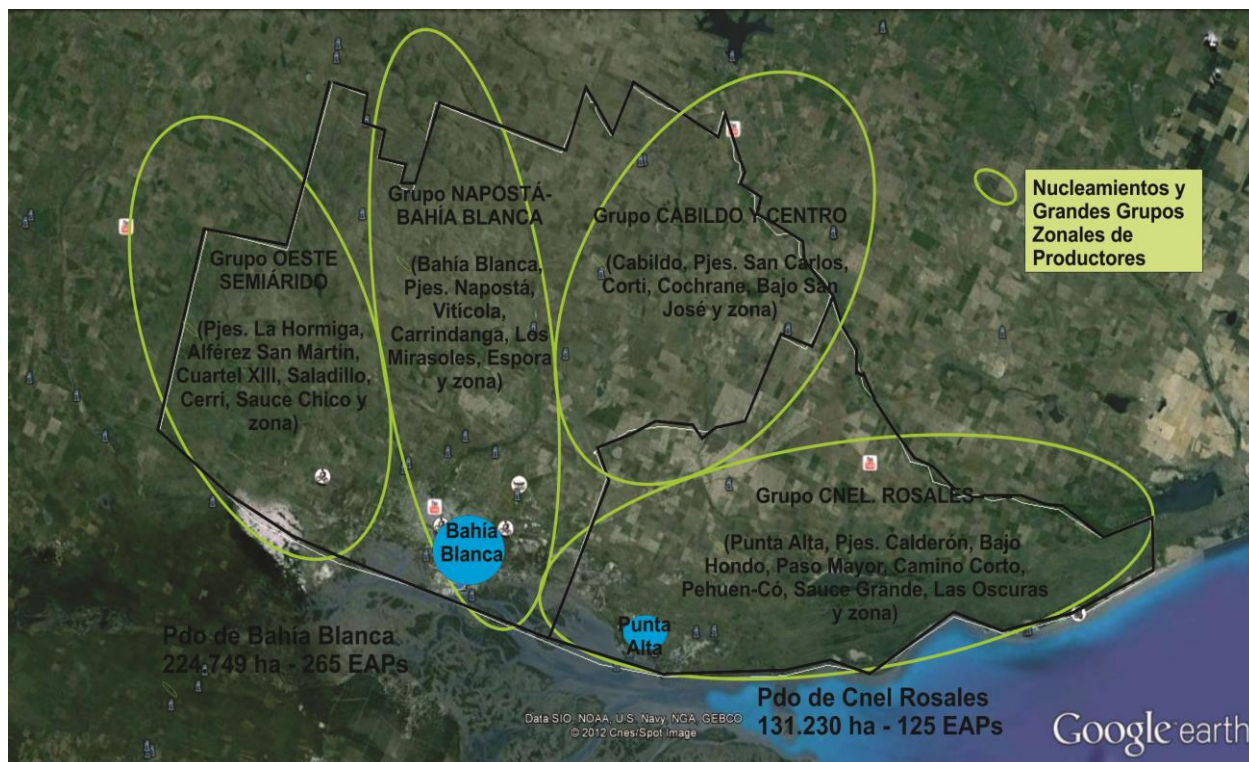 Grupo NAPOSTÁ-
BAHÍA BLANCA
(Bahía Blanca,
Pjes. Napostá,
Vitícola,
Carrindanga, Los
Mirasoles, Espora
y zona)
Grupo CABILDO Y CENTRO
(Cabildo, Pjes. San Carlos,
Corti, Cochrane, Bajo San
José y zona)
Nucleamientos y
Grandes Grupos
Zonales de
Productores
Grupo OESTE
SEMIÁRIDO
(Pjes. La Hormiga,
Alférez San Martín,
Cuartel XIII, Saladillo,
Cerri, Sauce Chico y
zona)
Grupo CNEL. ROSALES
(Punta Alta, Pjes. Calderón, Bajo
Hondo, Paso Mayor, Camino Corto,
Pehuen-Có, Sauce Grande, Las Oscuras
y zona)
Bahía
Blanca
Punta
Alta
Pdo de Bahía Blanca
224.749 ha - 265 EAPs
Pdo de Cnel Rosales
131.230 ha - 125 EAPs
Data SIO, NOAA, U.S. Navy, NGA, GEBCO
© 2012 Cnes/Spot Image
Google earth